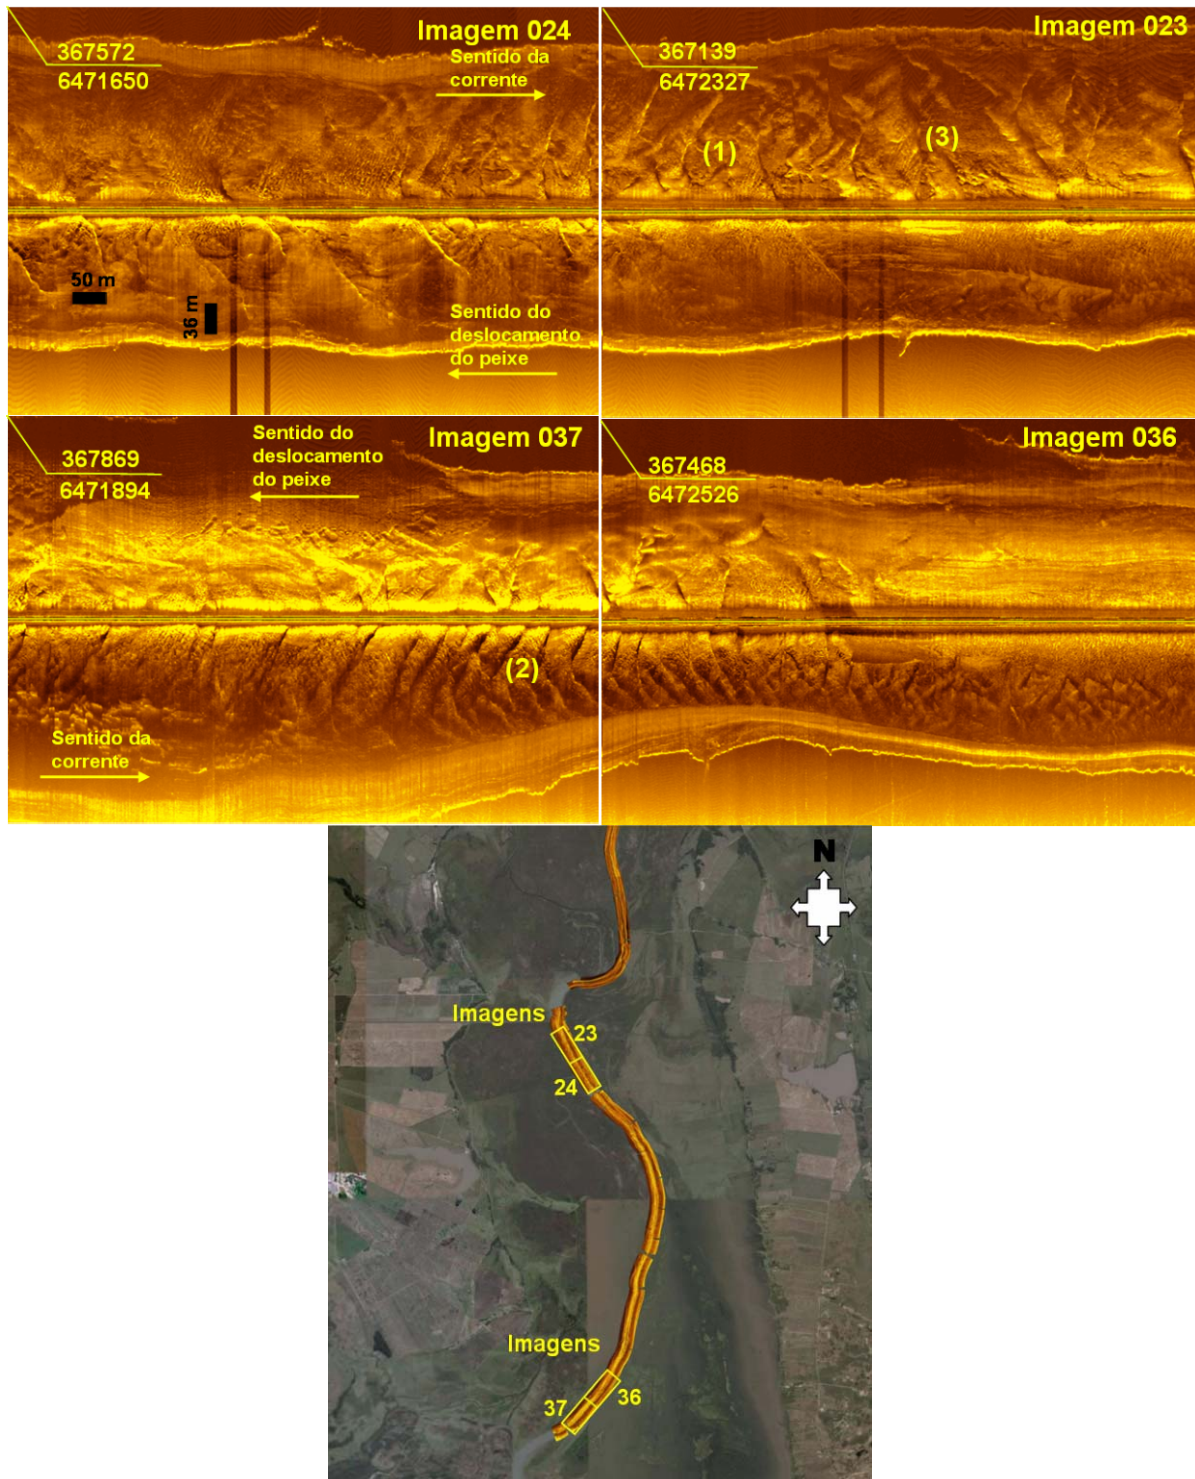 Imagem 024
367572
6471650
Sentido da
corrente
50 m
36 m
Sentido do
deslocamento
do peixe
Imagem 023
367139
6472327
(1)
(3)
Imagem 037
367869
6471894
Sentido do
deslocamento
do peixe
(2)
Sentido da
corrente
Imagem 036
367468
6472526
N
Imagens
23
24
Imagens
36
37